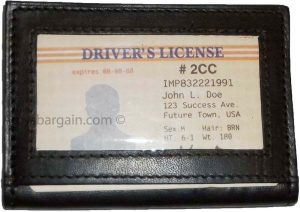 DRIVER'S LICENSE
expires 00-00-00
# 2CC
IMP832221991
John L. Doe
123 Success Ave.
Future Town, USA
Sex M Hair: BRN
HT. 6-1 Wt. 180
bargain.com